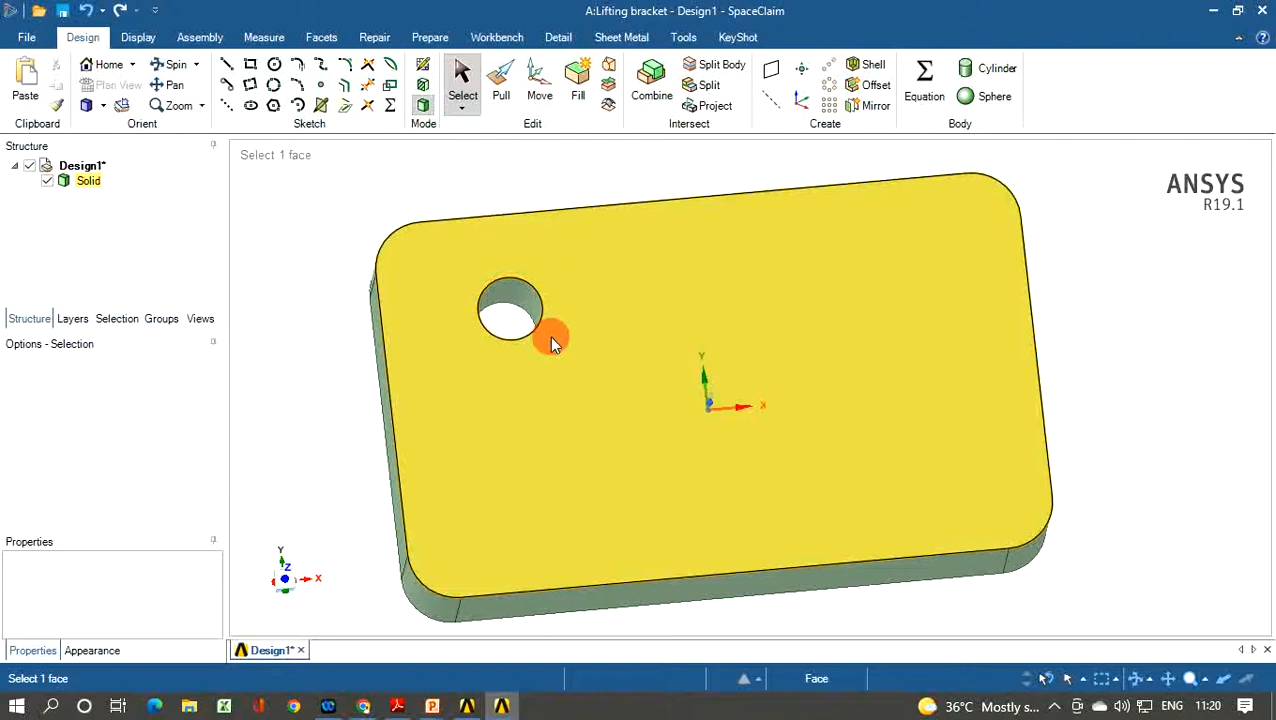 A:Lifting bracket - Design1 - SpaceClaim
File Design Display Assembly Measure Facets Repair Prepare Workbench Detail Sheet Metal Tools KeyShot
Paste
Clipboard
Home Spin
Plan View Pan
Zoom
Orient
Sketch
Mode
Select Pull Move Fill
Edit
Combine
Split Body
Split
Project
Intersect
Shell
Offset
Mirror
Create
Equation
Cylinder
Sphere
Body
Structure
Design1*
Solid
Structure Layers Selection Groups Views
Options - Selection
Properties
Properties Appearance
Select 1 face
ANSYS
R19.1
Y
X
Y
Z
X
Design1*
Select 1 face
Face
36°C Mostly s... ENG 11:20